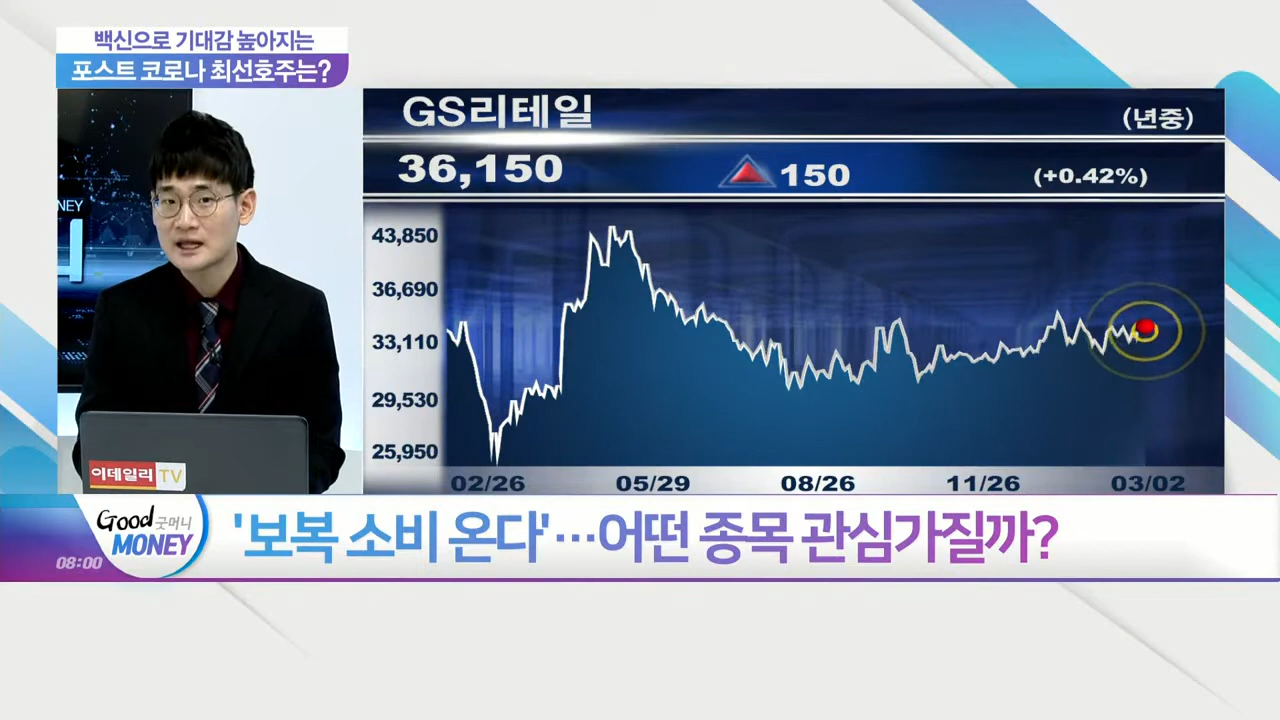 백신으로 기대감 높아지는
포스트 코로나 최선호주는?
NEY
GS리테일
(년중)
36,150
150
(+0.42%)
43,850
36,690
33,110
29,530
25,950
02/26
05/29
08/26
11/26
03/02
이데일리 TV
Good 굿머니
MONEY
08:00
'보복 소비 온다'…어떤 종목 관심가질까?